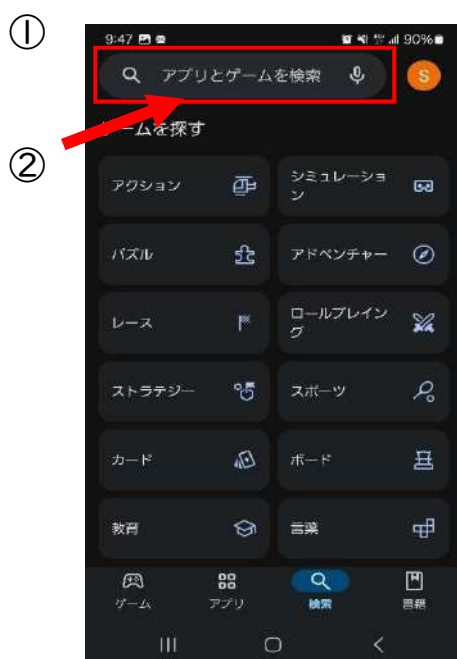 ①
9:47 90%
アプリとゲームを検索 S
ームを探す
②
アクション シミュレーショ
ン
パズル アドベンチャー
レース ロールプレイン
グ
ストラテジー スポーツ
カード ボード
教育 言葉
ゲーム アプリ 検索 書籍